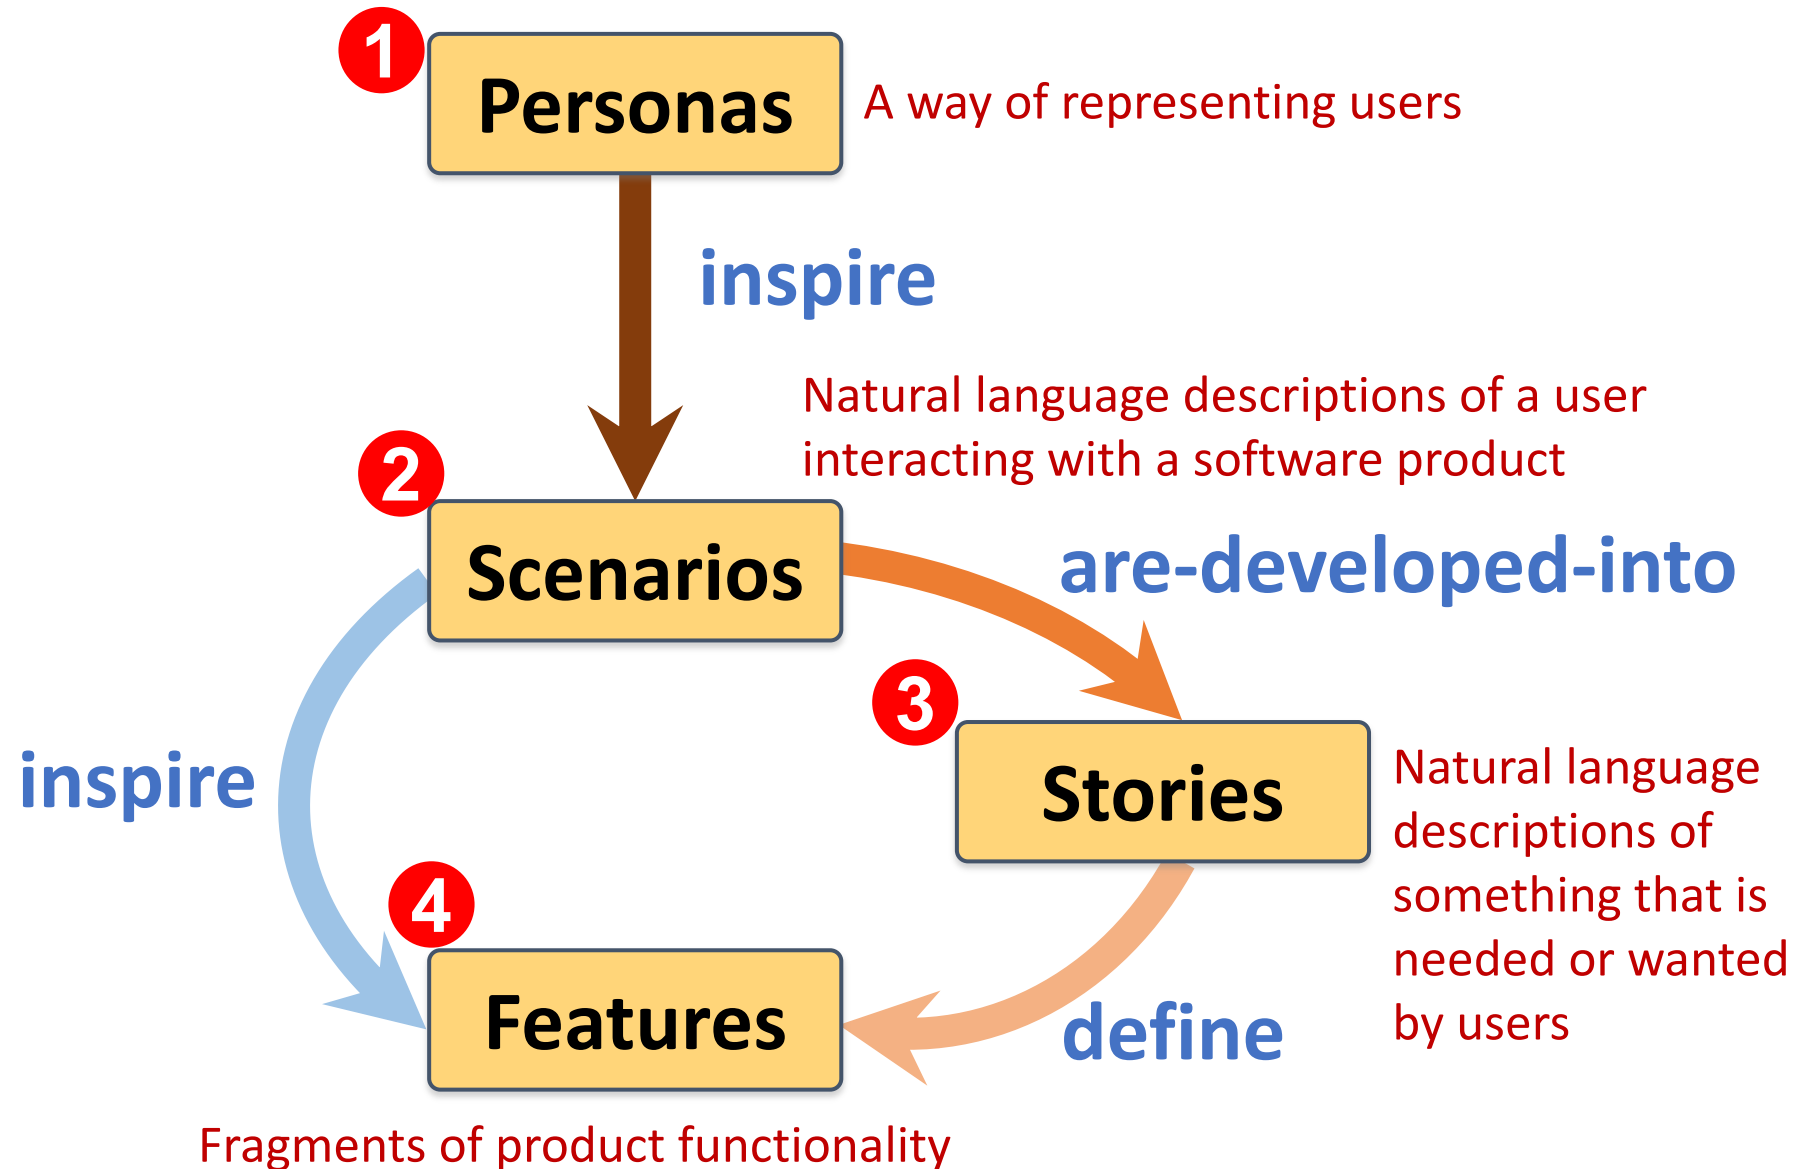 1
Personas
A way of representing users
inspire
Natural language descriptions of a user
interacting with a software product
2
Scenarios
are-developed-into
3
Stories
Natural language
descriptions of
something that is
needed or wanted
by users
inspire
4
Features
define
Fragments of product functionality